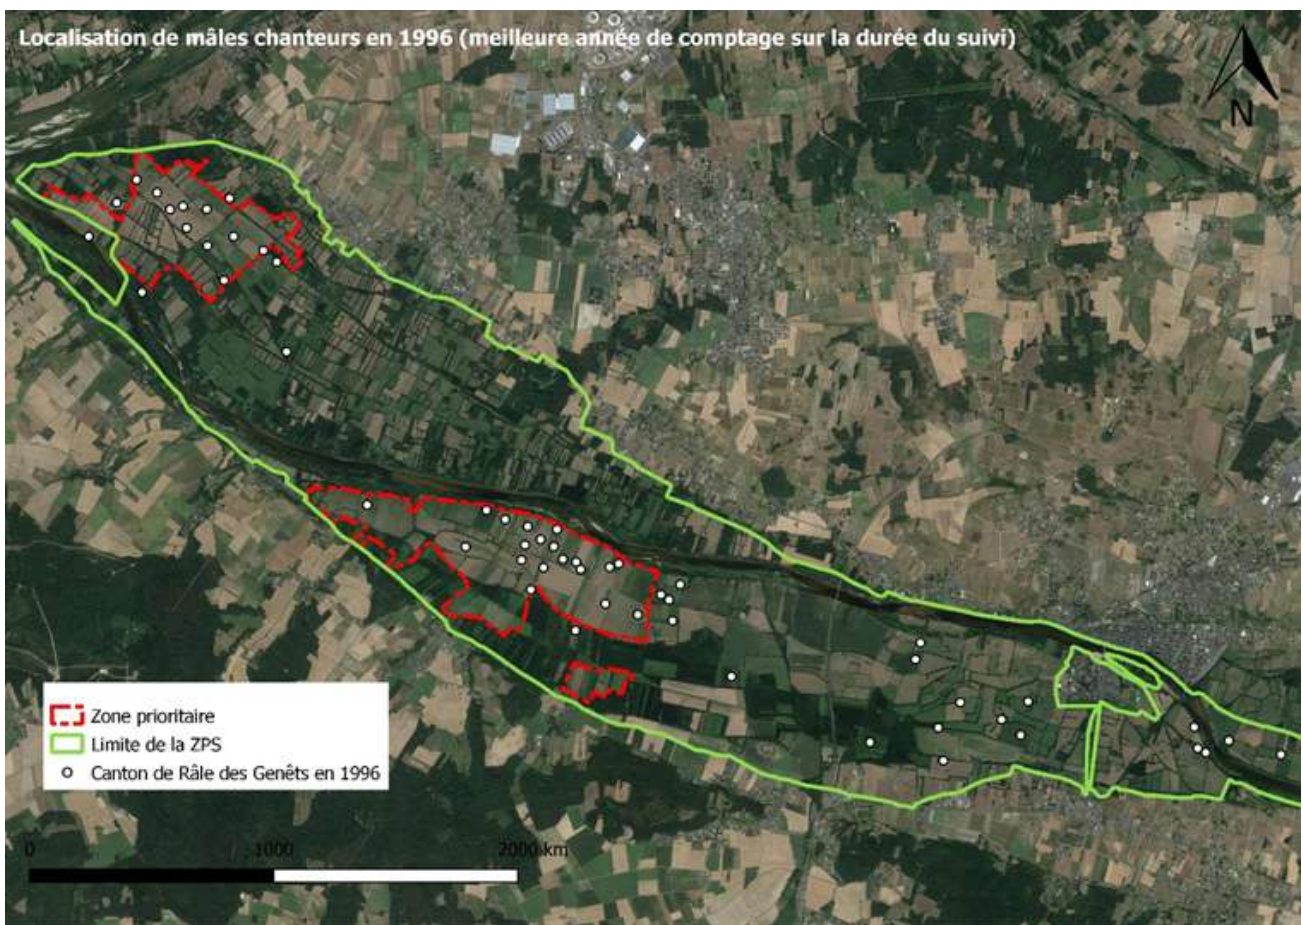 Localisation de mâles chanteurs en 1996 (meilleure année de comptage sur la durée du suivi)
N
Zone prioritaire
Limite de la ZPS
Canton de Râle des Genêts en 1996
0 1000 2000 km